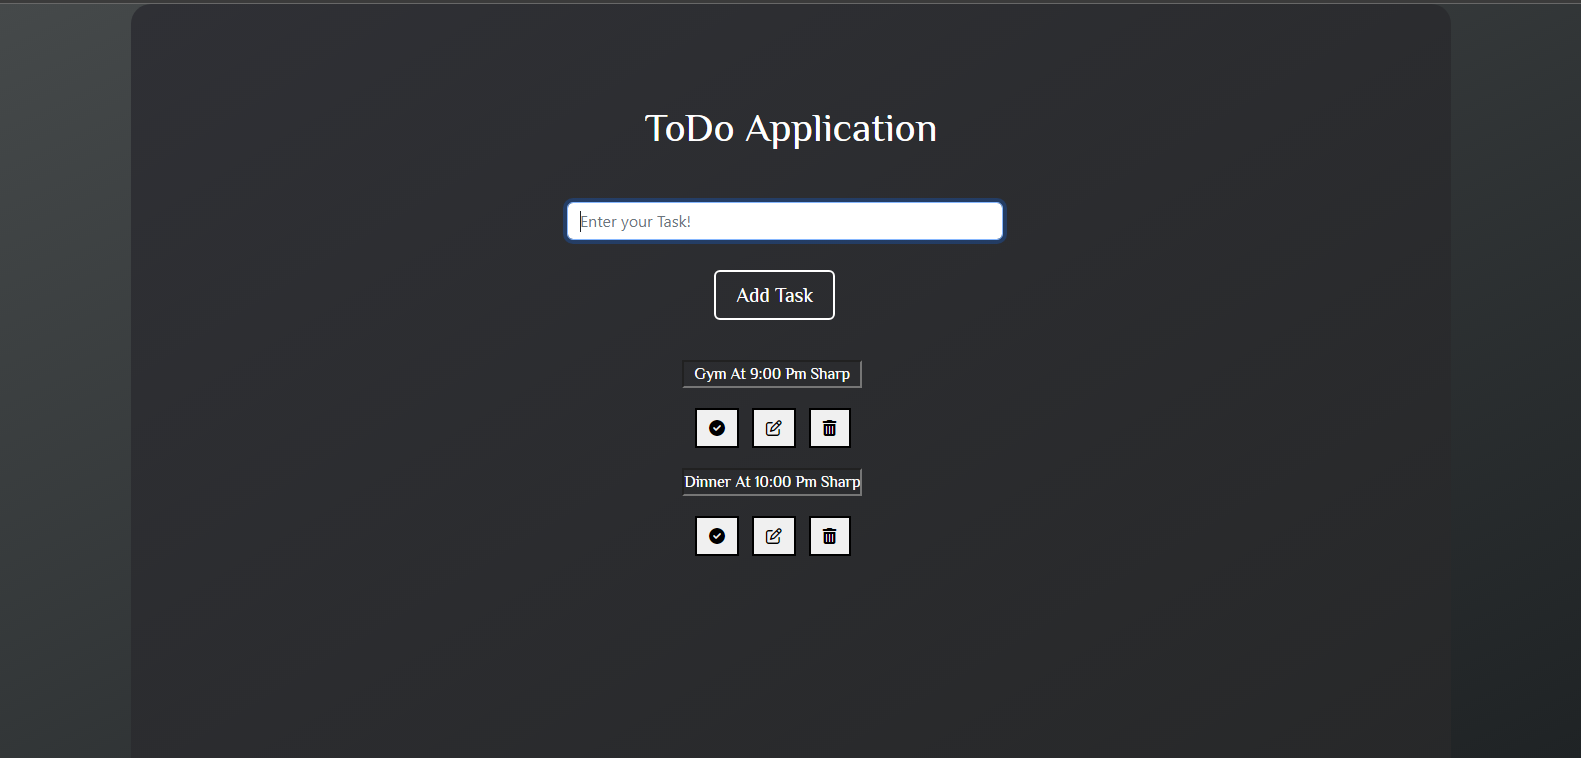 ToDo Application
Enter your Task!
Add Task
Gym At 9:00 Pm Sharp
Dinner At 10:00 Pm Sharp